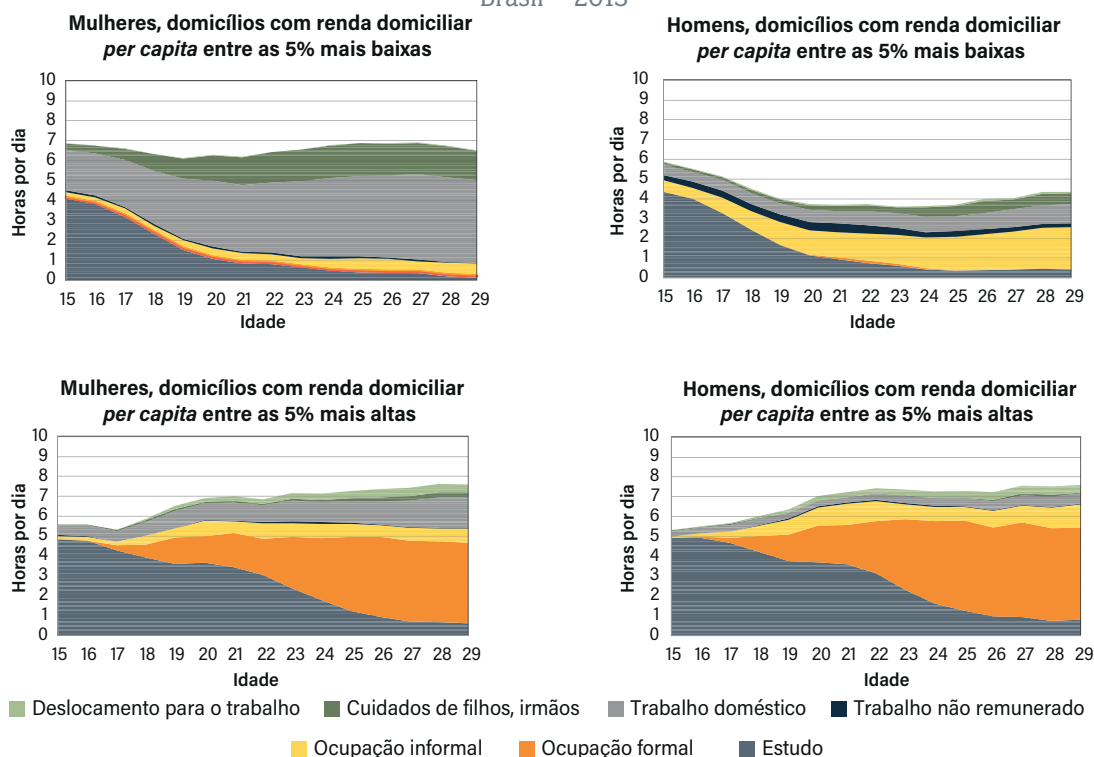 Brasil – 2013
Mulheres, domicílios com renda domiciliar
per capita entre as 5% mais baixas
10
9
8
7
6
5
4
3
2
1
0
Horas por dia
15 16 17 18 19 20 21 22 23 24 25 26 27 28 29
Idade
Homens, domicílios com renda domiciliar
per capita entre as 5% mais baixas
10
9
8
7
6
5
4
3
2
1
0
Horas por dia
15 16 17 18 19 20 21 22 23 24 25 26 27 28 29
Idade
Mulheres, domicílios com renda domiciliar
per capita entre as 5% mais altas
10
9
8
7
6
5
4
3
2
1
0
Horas por dia
15 16 17 18 19 20 21 22 23 24 25 26 27 28 29
Idade
Homens, domicílios com renda domiciliar
per capita entre as 5% mais altas
10
9
8
7
6
5
4
3
2
1
0
Horas por dia
15 16 17 18 19 20 21 22 23 24 25 26 27 28 29
Idade
Deslocamento para o trabalho Cuidados de filhos, irmãos Trabalho doméstico Trabalho não remunerado
Ocupação informal Ocupação formal Estudo